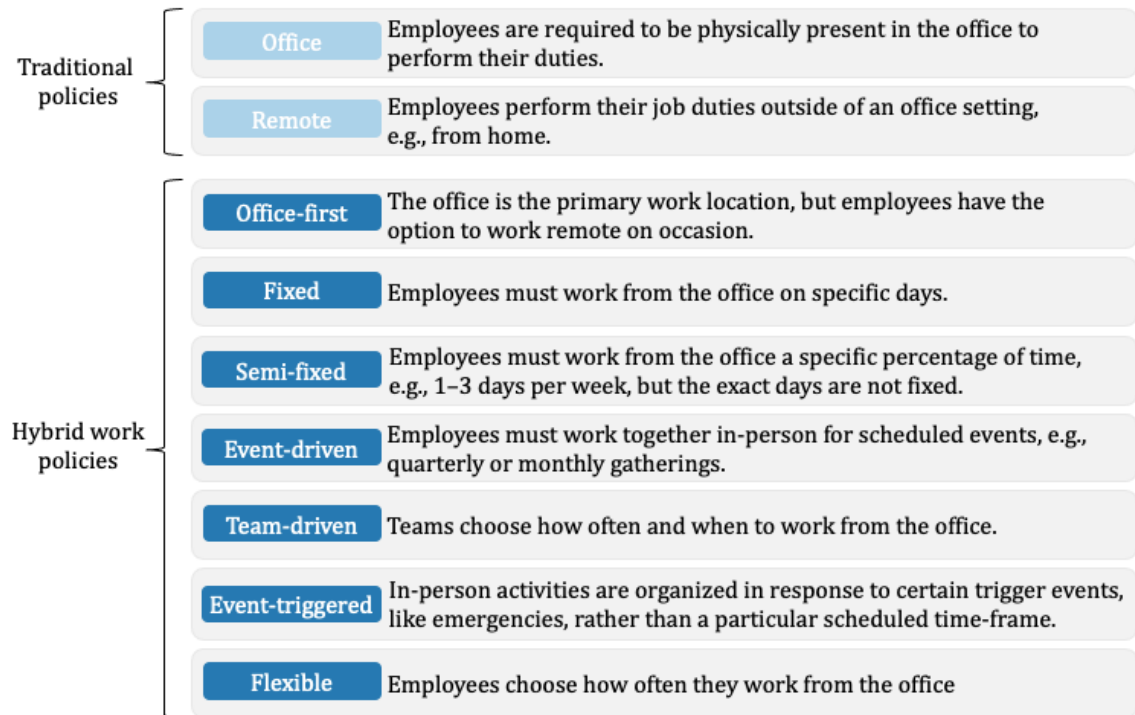 Traditional
policies
Office
Employees are required to be physically present in the office to
perform their duties.
Remote
Employees perform their job duties outside of an office setting,
e.g., from home.
Hybrid work
policies
Office-first
The office is the primary work location, but employees have the
option to work remote on occasion.
Fixed
Employees must work from the office on specific days.
Semi-fixed
Employees must work from the office a specific percentage of time,
e.g., 1–3 days per week, but the exact days are not fixed.
Event-driven
Employees must work together in-person for scheduled events, e.g.,
quarterly or monthly gatherings.
Team-driven
Teams choose how often and when to work from the office.
Event-triggered
In-person activities are organized in response to certain trigger events,
like emergencies, rather than a particular scheduled time-frame.
Flexible
Employees choose how often they work from the office